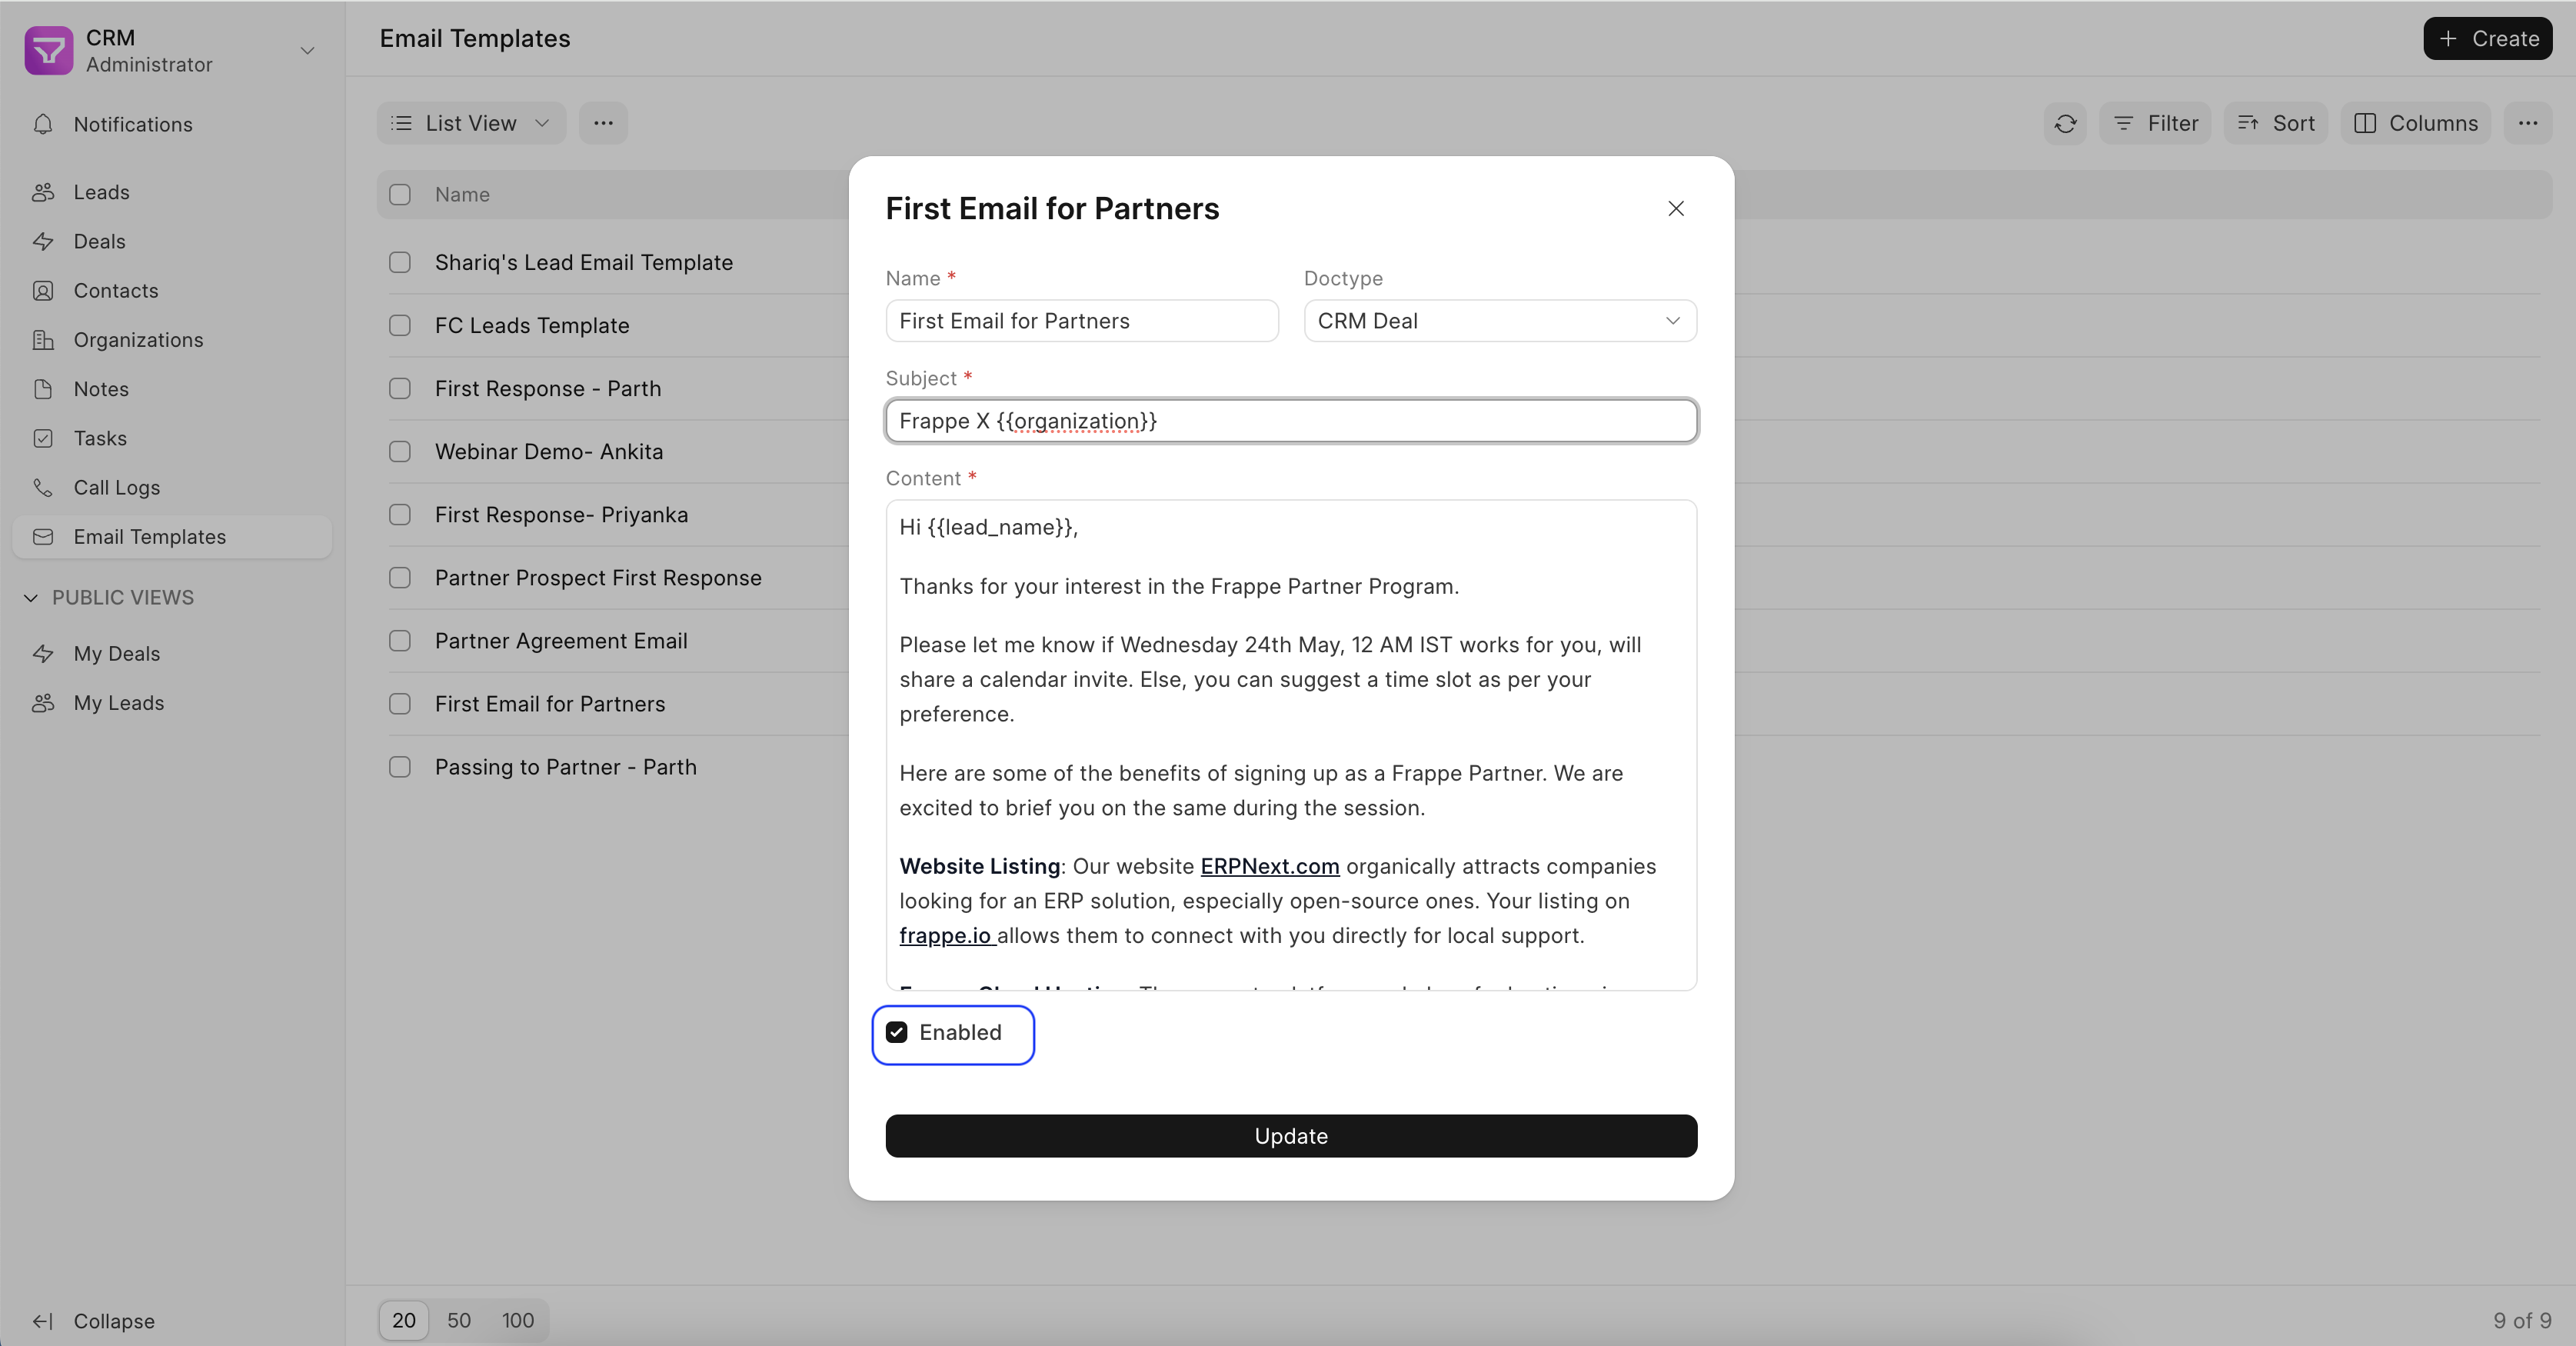 CRM
Administrator
Notifications
Leads
Deals
Contacts
Organizations
Notes
Tasks
Call Logs
Email Templates
PUBLIC VIEWS
My Deals
My Leads
Collapse
Email Templates
Create
List View
Filter
Sort
Columns
Name
Shariq's Lead Email Template
FC Leads Template
First Response - Parth
Webinar Demo- Ankita
First Response- Priyanka
Partner Prospect First Response
Partner Agreement Email
First Email for Partners
Passing to Partner - Parth
20 50 100
9 of 9
First Email for Partners
Name * Doctype
First Email for Partners CRM Deal
Subject *
Frappe X {{organization}}
Content *
Hi {{lead_name}},
Thanks for your interest in the Frappe Partner Program.
Please let me know if Wednesday 24th May, 12 AM IST works for you, will
share a calendar invite. Else, you can suggest a time slot as per your
preference.
Here are some of the benefits of signing up as a Frappe Partner. We are
excited to brief you on the same during the session.
Website Listing: Our website ERPNext.com organically attracts companies
looking for an ERP solution, especially open-source ones. Your listing on
frappe.io allows them to connect with you directly for local support.
Enabled
Update